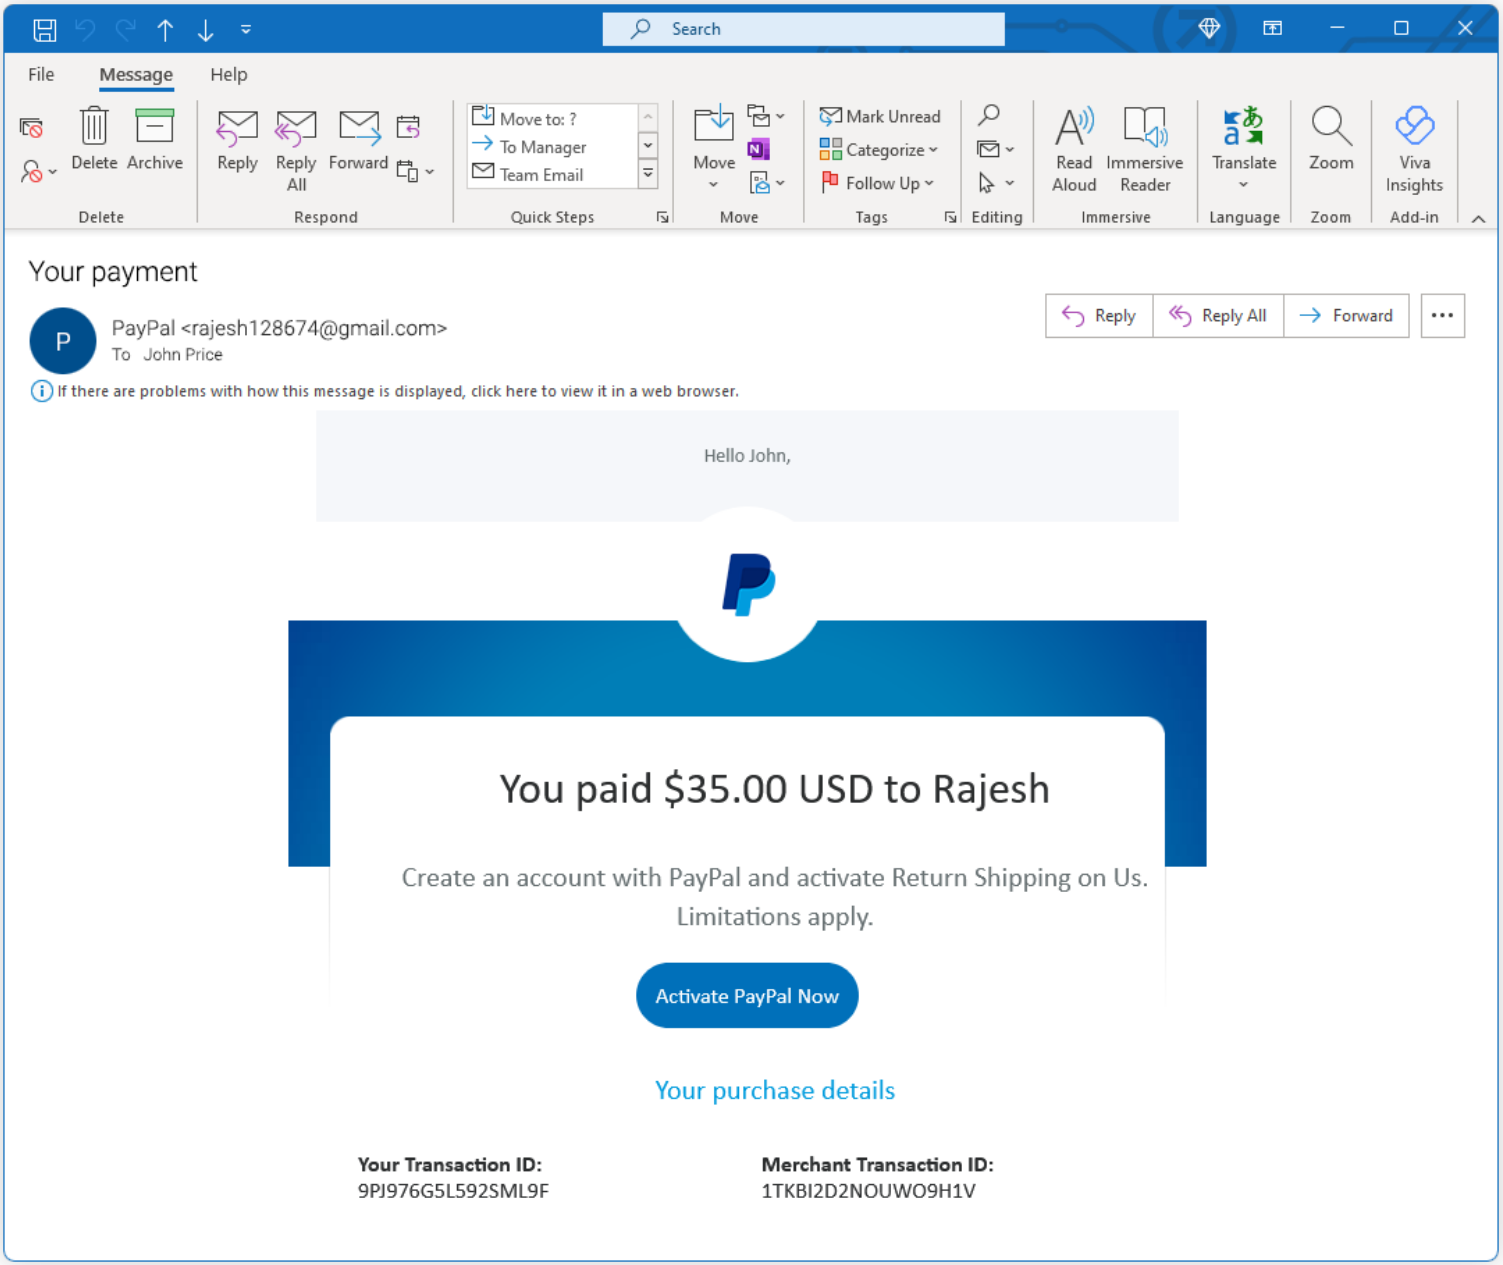 Search
File Message Help
Delete Archive
Reply Reply All Forward
Move to: ?
To Manager
Team Email
Move
Mark Unread
Categorize
Follow Up
Read Aloud Immersive Reader
Translate
Zoom
Viva Insights
Delete Respond Quick Steps Move Tags Editing Immersive Language Zoom Add-in
Your payment
P
PayPal <rajesh128674@gmail.com>
To John Price
Reply Reply All Forward
If there are problems with how this message is displayed, click here to view it in a web browser.
Hello John,
You paid $35.00 USD to Rajesh
Create an account with PayPal and activate Return Shipping on Us.
Limitations apply.
Activate PayPal Now
Your purchase details
Your Transaction ID: Merchant Transaction ID:
9PJ976G5L592SML9F 1TKBI2D2NOUWO9H1V